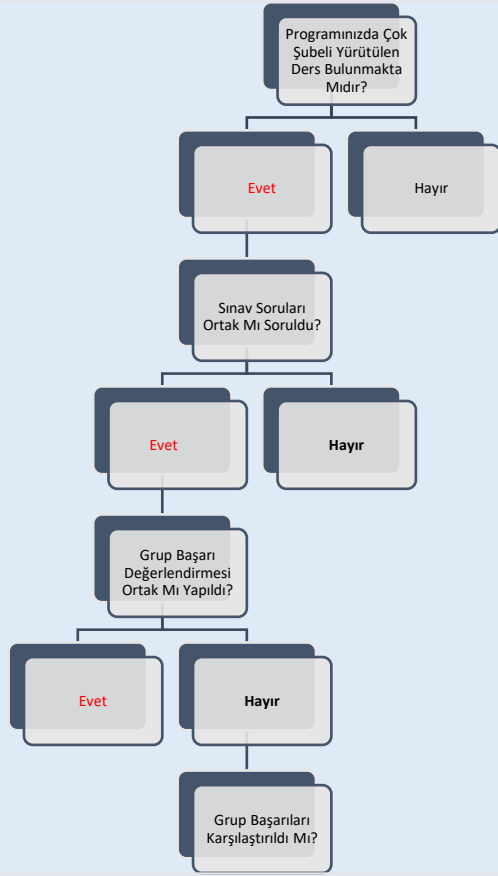 Programınızda Çok
Şubeli Yürütülen
Ders Bulunmakta
Mıdır?
Evet
Hayır
Sınav Soruları
Ortak Mı Soruldu?
Evet
Hayır
Grup Başarı
Değerlendirmesi
Ortak Mı Yapıldı?
Evet
Hayır
Grup Başarıları
Karşılaştırıldı Mı?